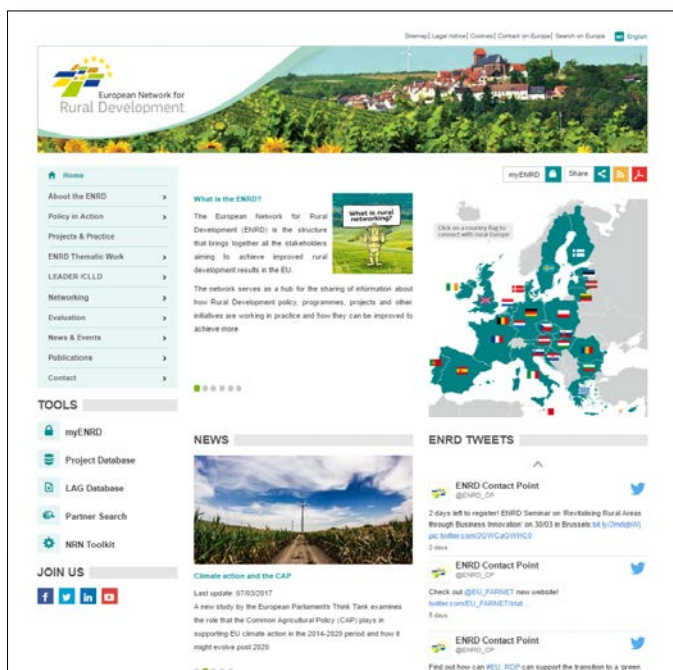 Sitemap| Legal notice| Cookies| Contact on Europa| Search on Europa en English
European Network for
Rural Development
Home
About the ENRD
Policy in Action
Projects & Practice
ENRD Thematic Work
LEADER /CLLD
Networking
Evaluation
News & Events
Publications
Contact
TOOLS
myENRD
Project Database
LAG Database
Partner Search
NRN Toolkit
JOIN US
What is the ENRD?
The European Network for Rural
Development (ENRD) is the structure
that brings together all the stakeholders
aiming to achieve improved rural
development results in the EU.
The network serves as a hub for the sharing of information about
how Rural Development policy, programmes, projects and other
initiatives are working in practice and how they can be improved to
achieve more.
What is rural
networking?
NEWS
Climate action and the CAP
Last update: 07/03/2017
A new study by the European Parliament's Think Tank examines
the role that the Common Agricultural Policy (CAP) plays in
supporting EU climate action in the 2014-2020 period and how it
might evolve post 2020.
myENRD Share
Click on a country flag to
connect with rural Europe
ENRD TWEETS
ENRD Contact Point
@ENRD_CP
2 days left to register! ENRD Seminar on 'Revitalising Rural Areas
through Business Innovation' on 30/03 in Brussels:
2 days
ENRD Contact Point
@ENRD_CP
Check out @EU_FARNET new website!
twitter.com/EU_FARNET/stat...
5 days
ENRD Contact Point
@ENRD_CP
Find out how can #EU_RDP can support the transition to a 'green